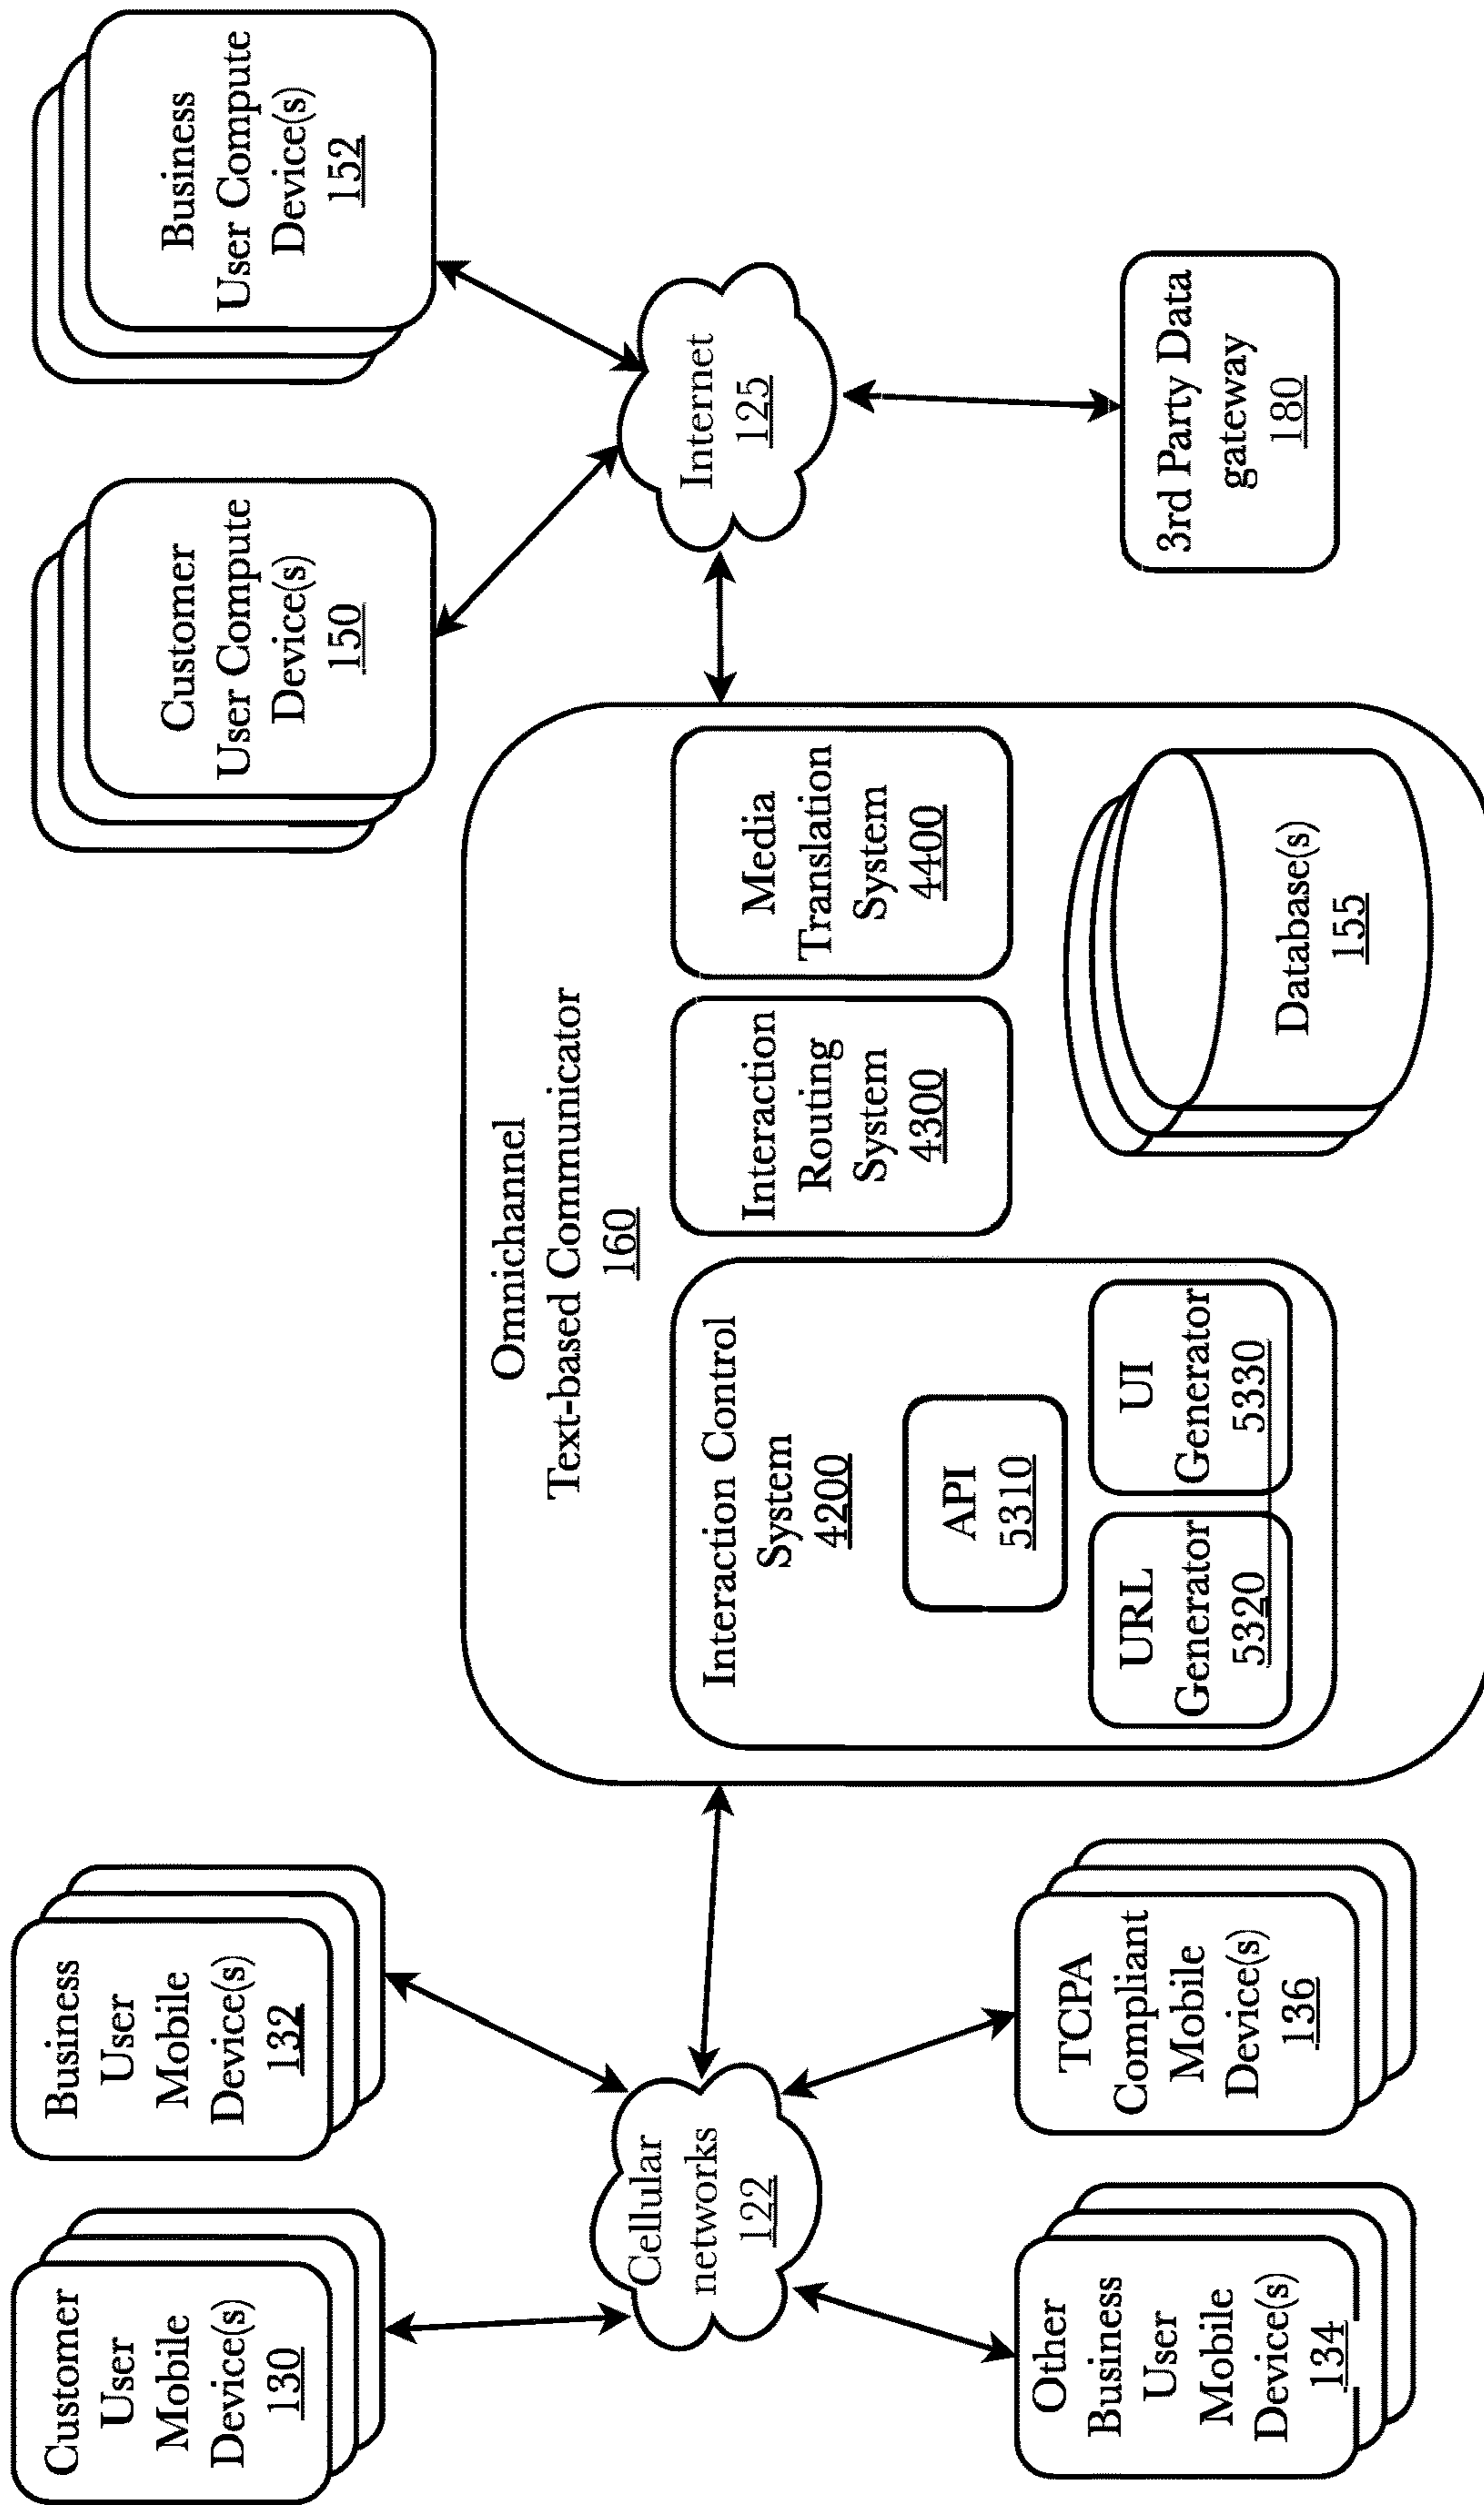 Customer
User
Mobile
Device(s)
130
Business
User
Mobile
Device(s)
132
Customer
User Compute
Device(s)
150
Business
User Compute
Device(s)
152
Cellular
networks
122
Omnichannel
Text-based Communicator
160
Interaction Control
System
4200
API
5310
URL
Generator
5320
UI
Generator
5330
Interaction
Routing
System
4300
Media
Translation
System
4400
Database(s)
155
Internet
125
Other
Business
User
Mobile
Device(s)
134
TCPA
Compliant
Mobile
Device(s)
136
3rd Party Data
gateway
180